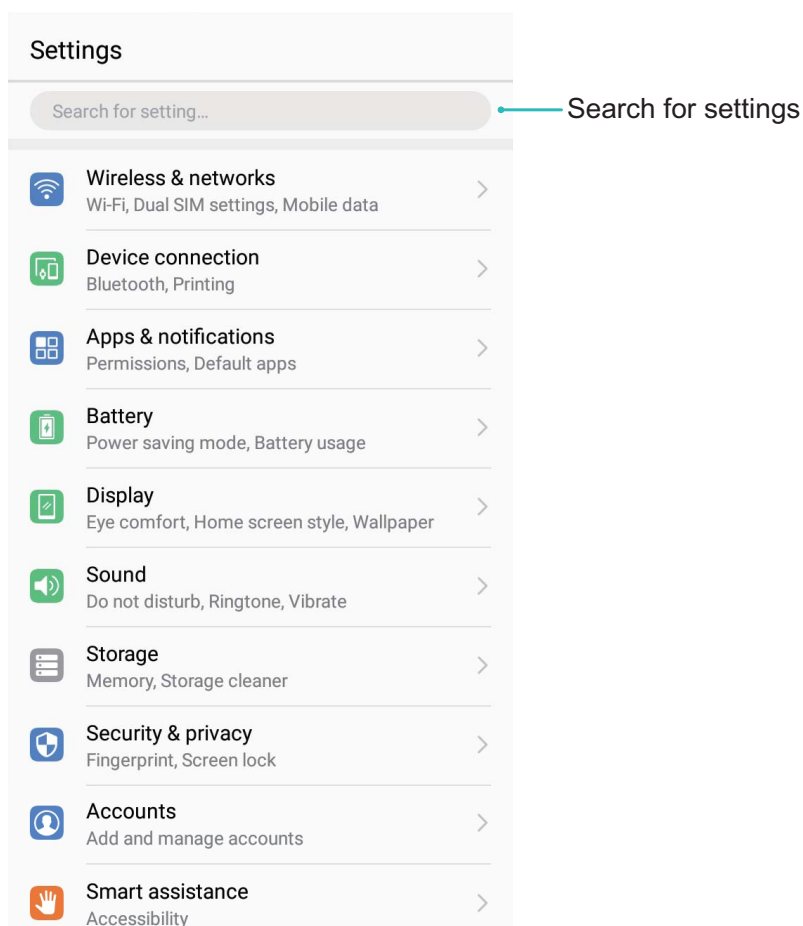 Settings
Search for setting...
Search for settings
Wireless & networks
Wi-Fi, Dual SIM settings, Mobile data
Device connection
Bluetooth, Printing
Apps & notifications
Permissions, Default apps
Battery
Power saving mode, Battery usage
Display
Eye comfort, Home screen style, Wallpaper
Sound
Do not disturb, Ringtone, Vibrate
Storage
Memory, Storage cleaner
Security & privacy
Fingerprint, Screen lock
Accounts
Add and manage accounts
Smart assistance
Accessibility